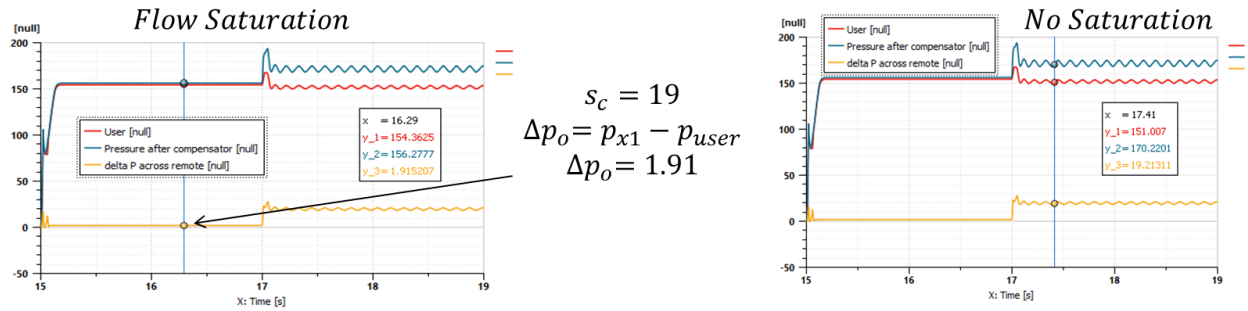 Flow Saturation
[null]
200
150
100
50
0
-50
15
16
17
18
19
X: Time [s]
User [null]
Pressure after compensator [null]
delta P across remote [null]
x = 16.29
y_1= 154.3625
y_2= 156.2777
y_3= 1.915207
s_c = 19
Δp_o = p_{x1} − p_{user}
Δp_o = 1.91
No Saturation
[null]
User [null]
Pressure after compensator [null]
delta P across remote [null]
200
150
100
50
0
-50
15
16
17
18
19
X: Time [s]
x = 17.41
y_1= 151.007
y_2= 170.2201
y_3= 19.21311